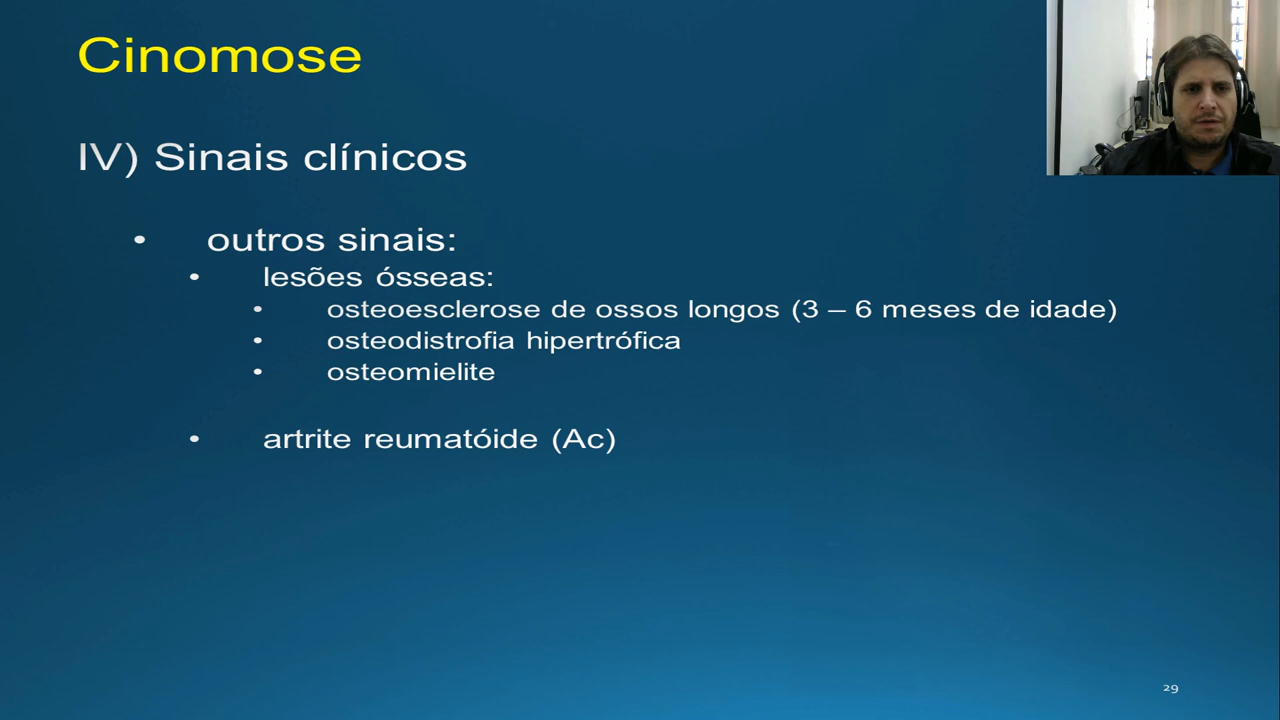 Cinomose
IV) Sinais clínicos
• outros sinais:
• lesões ósseas:
• osteoesclerose de ossos longos (3 – 6 meses de idade)
• osteodistrofia hipertrófica
• osteomielite
• artrite reumatóide (Ac)
29